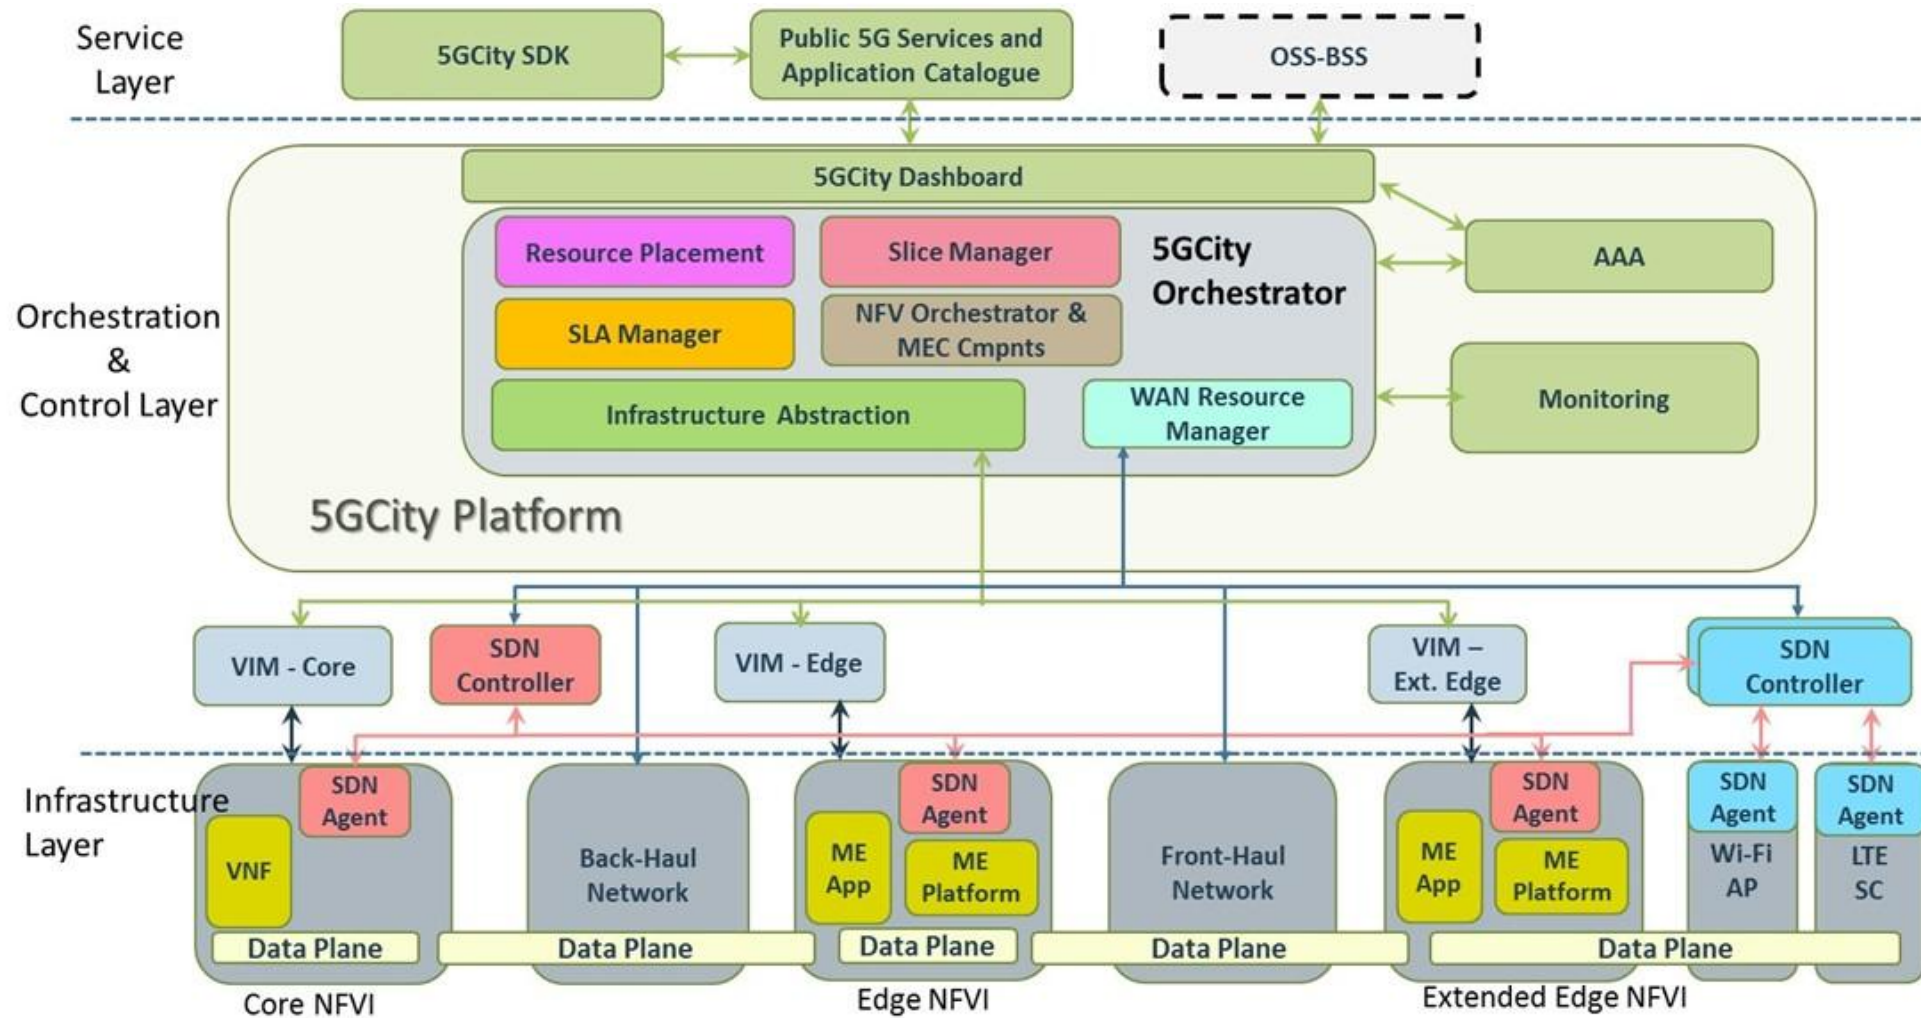 Service
Layer
5GCity SDK
Public 5G Services and
Application Catalogue
OSS-BSS
Orchestration
&
Control Layer
5GCity Dashboard
Resource Placement
Slice Manager
5GCity
Orchestrator
AAA
SLA Manager
NFV Orchestrator &
MEC Cmpnts
Infrastructure Abstraction
WAN Resource
Manager
Monitoring
5GCity Platform
VIM - Core
SDN
Controller
VIM - Edge
VIM –
Ext. Edge
SDN
Controller
Infrastructure
Layer
SDN
Agent
VNF
Data Plane
Core NFVI
Back-Haul
Network
Data Plane
SDN
Agent
ME
App
ME
Platform
Data Plane
Edge NFVI
Front-Haul
Network
Data Plane
SDN
Agent
ME
App
ME
Platform
SDN
Agent
Wi-Fi
AP
SDN
Agent
LTE
SC
Data Plane
Extended Edge NFVI